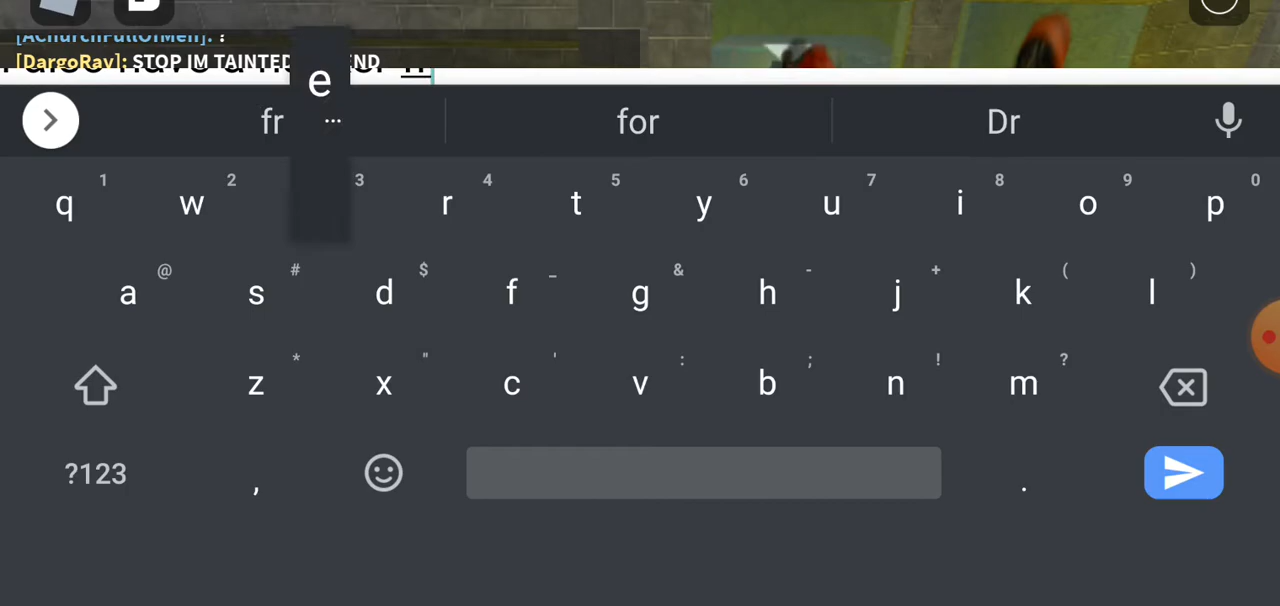 [AChurchFullOfMen]: ?
[DargoRay]: STOP IM TAINTED END
e
fr ... for Dr
1 2 3 4 5 6 7 8 9 0
q w r t y u i o p
@ # $ _ & - + ( )
a s d f g h j k l
* " ' : ; ! ?
z x c v b n m
?123 , .